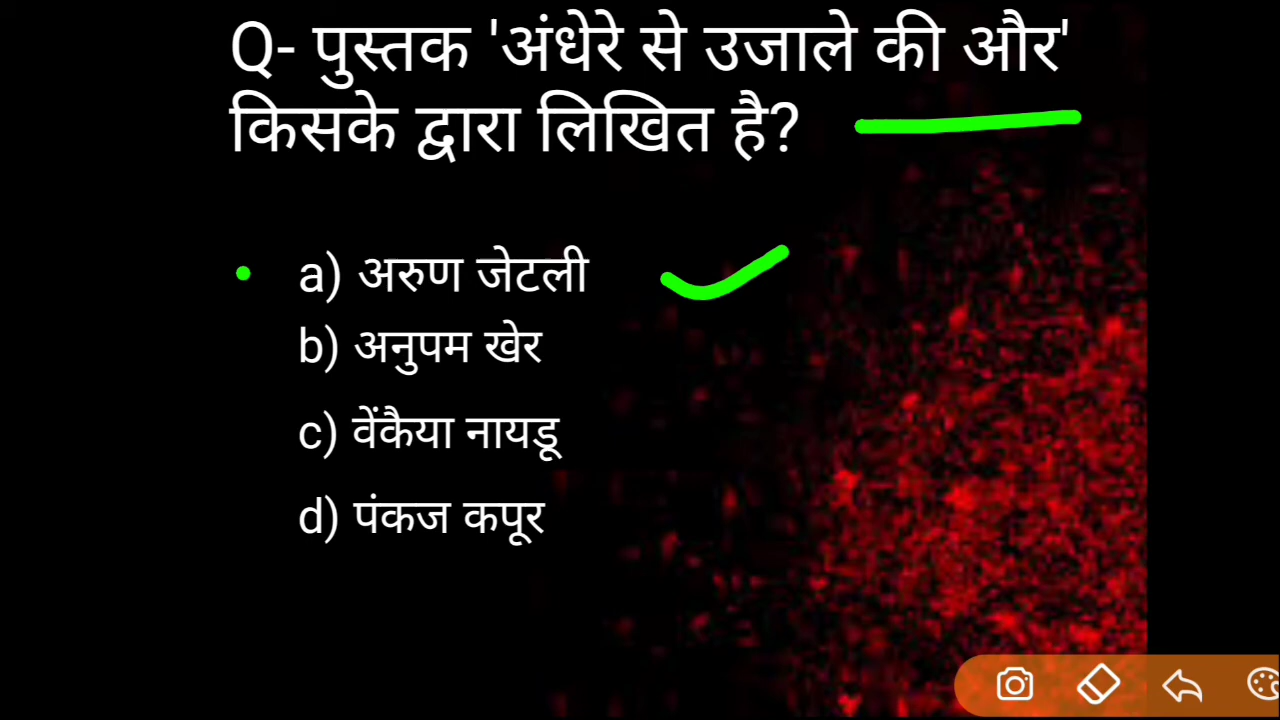 Q- पुस्तक 'अंधेरे से उजाले की और'
किसके द्वारा लिखित है?
a) अरुण जेटली
b) अनुपम खेर
c) वेंकैया नायडू
d) पंकज कपूर